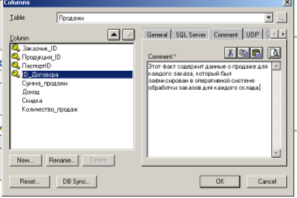 Columns
Table: Продажи
Column
Заказчик_ID
Продукция_ID
ПаспортID
ID_Договора
Сумма_продажи
Доход
Скидка
Количество_продаж
New... Rename... Delete
Reset... DB Sync...
General SQL Server Comment UDP
Comment:*
Этот факт содержит данные о продаже для
каждого заказа, который был
зафиксирован в оперативной системе
обработки заказов для каждого склада.
OK Cancel